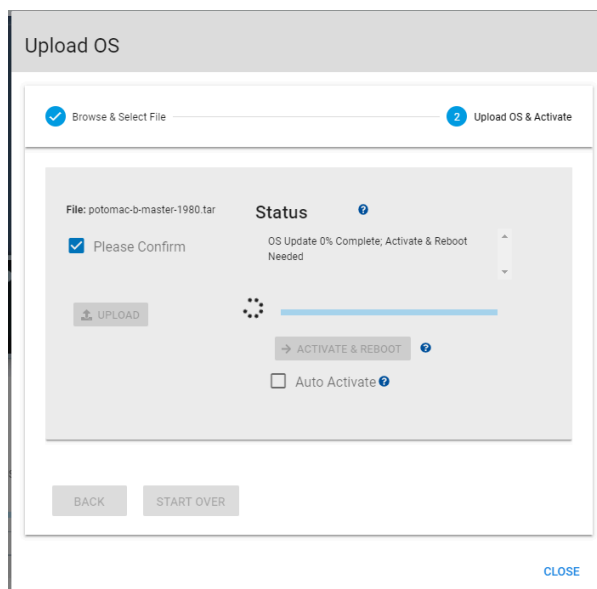 Upload OS
Browse & Select File
2 Upload OS & Activate
File: potomac-b-master-1980.tar
Status ?
Please Confirm
OS Update 0% Complete; Activate & Reboot
Needed
UPLOAD
ACTIVATE & REBOOT ?
Auto Activate ?
BACK
START OVER
CLOSE